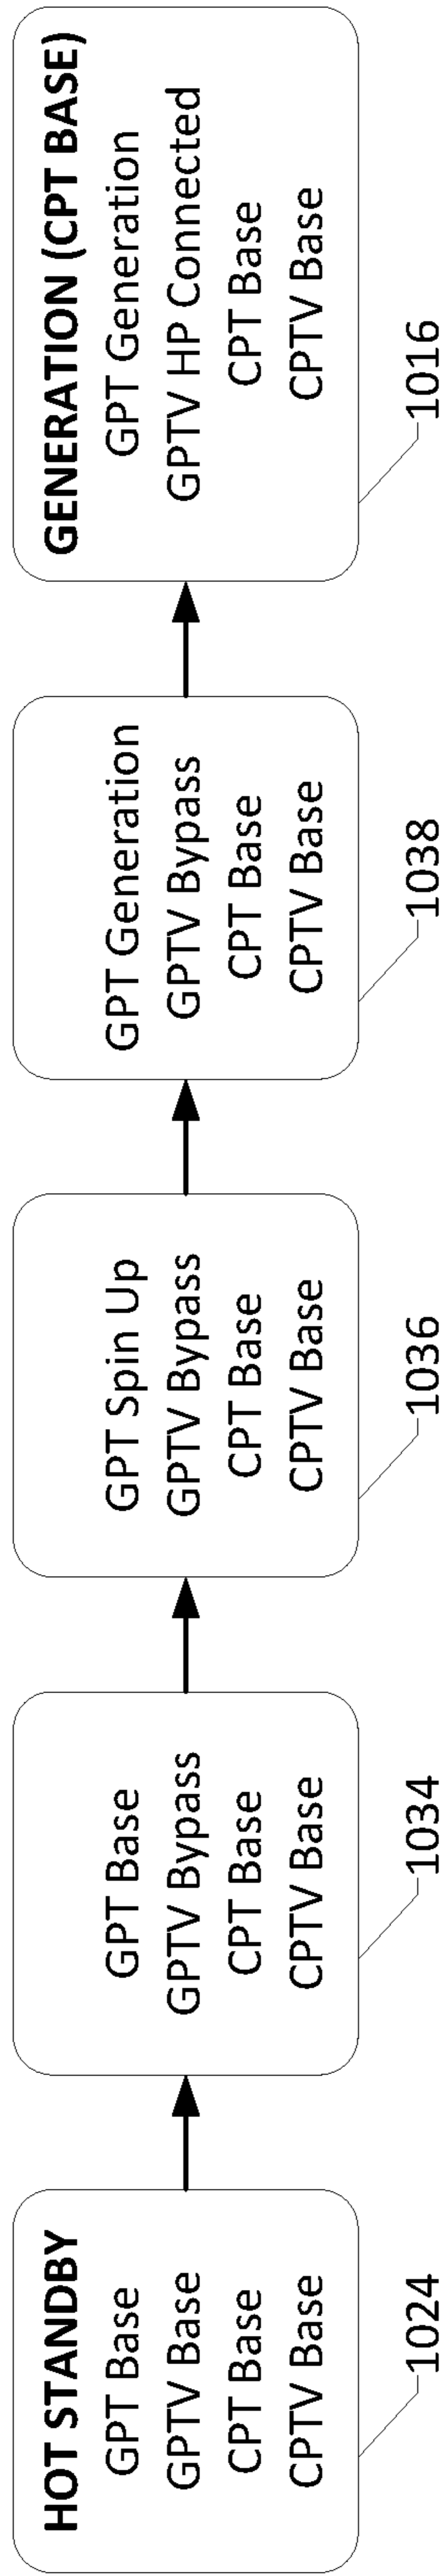 HOT STANDBY
GPT Base
GPTV Base
CPT Base
CPTV Base
1024
GPT Base
GPTV Bypass
CPT Base
CPTV Base
1034
GPT Spin Up
GPTV Bypass
CPT Base
CPTV Base
1036
GPT Generation
GPTV Bypass
CPT Base
CPTV Base
1038
GENERATION (CPT BASE)
GPT Generation
GPTV HP Connected
CPT Base
CPTV Base
1016